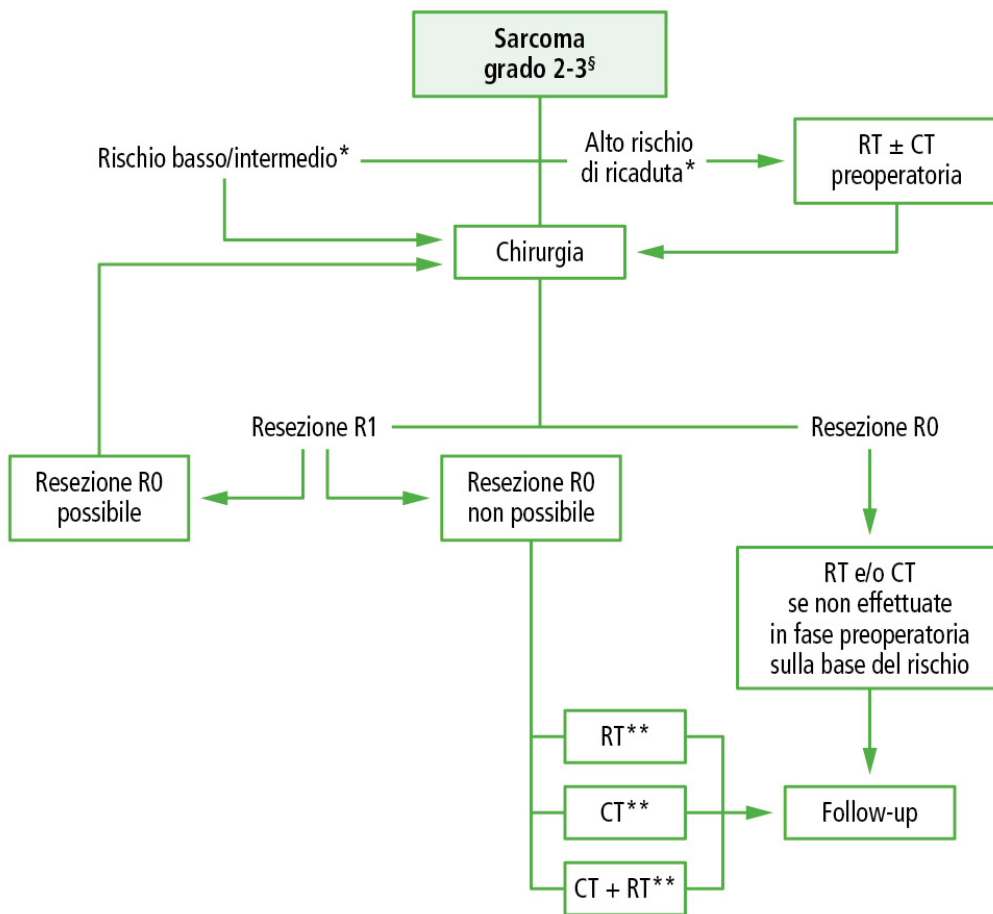 Sarcoma
grado 2-3§
Rischio basso/intermedio*
Alto rischio
di ricaduta*
RT ± CT
preoperatoria
Chirurgia
Resezione R1
Resezione R0
Resezione R0
possibile
Resezione R0
non possibile
RT e/o CT
se non effettuate
in fase preoperatoria
sulla base del rischio
RT**
CT**
CT + RT**
Follow-up